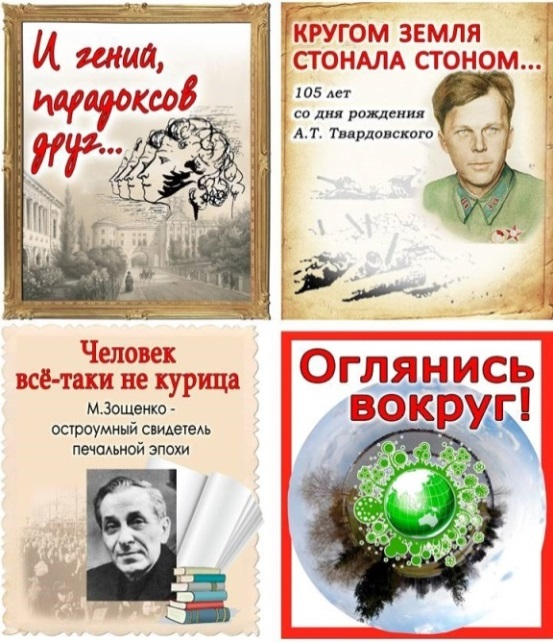 И гений,
парадоксов
друг...
КРУГОМ ЗЕМЛЯ
СТОНАЛА СТОНОМ...
105 лет
со дня рождения
А.Т. Твардовского
Человек
всё-таки не курица
М.Зощенко -
остроумный свидетель
печальной эпохи
Оглянись
вокруг!